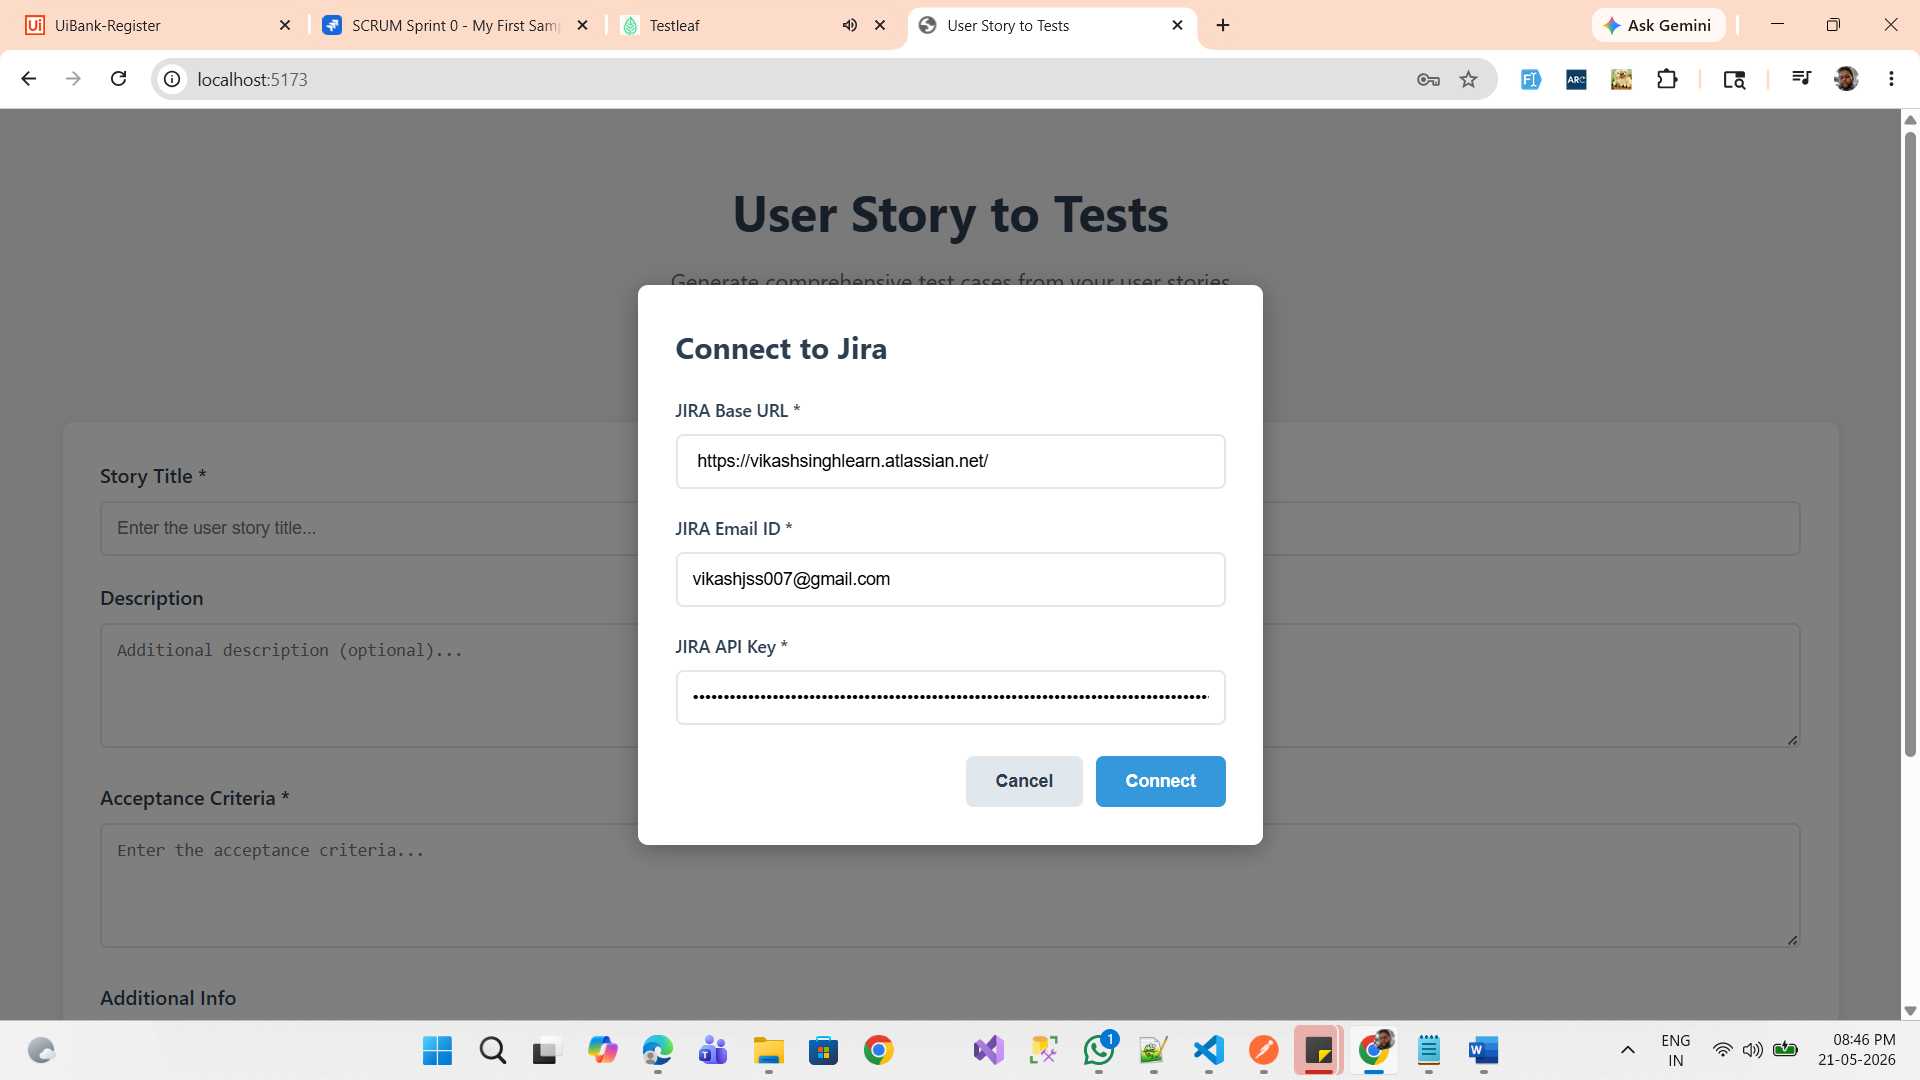 UiBank-Register
SCRUM Sprint 0 - My First Sam
Testleaf
User Story to Tests
Ask Gemini
localhost:5173
User Story to Tests
Generate comprehensive test cases from your user stories
Connect to Jira
JIRA Base URL *
https://vikashsinghlearn.atlassian.net/
JIRA Email ID *
vikashjss007@gmail.com
JIRA API Key *
Cancel
Connect
Story Title *
Enter the user story title...
Description
Additional description (optional)...
Acceptance Criteria *
Enter the acceptance criteria...
Additional Info
1
ENG
IN
08:46 PM
21-05-2026